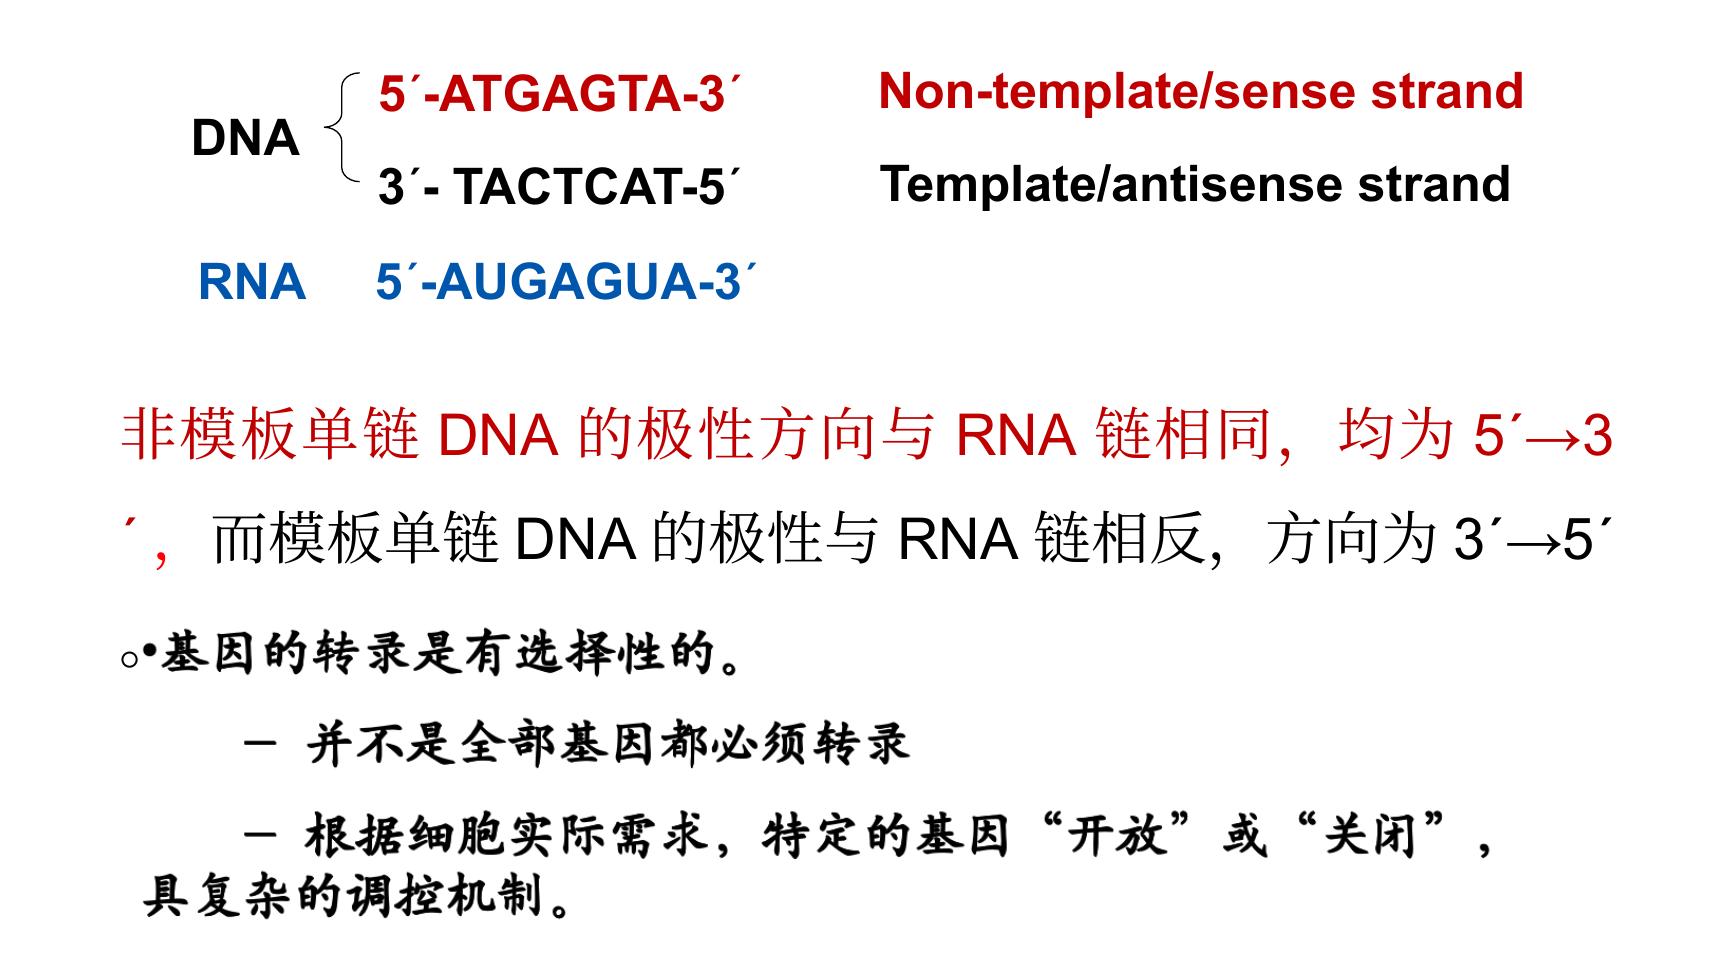 5´-ATGAGTA-3´ Non-template/sense strand
DNA
3´- TACTCAT-5´ Template/antisense strand
RNA 5´-AUGAGUA-3´
非模板单链 DNA 的极性方向与 RNA 链相同，均为 5´→3
´，而模板单链 DNA 的极性与 RNA 链相反，方向为 3´→5´
。•基因的转录是有选择性的。
– 并不是全部基因都必须转录
– 根据细胞实际需求，特定的基因“开放”或“关闭”，
具复杂的调控机制。